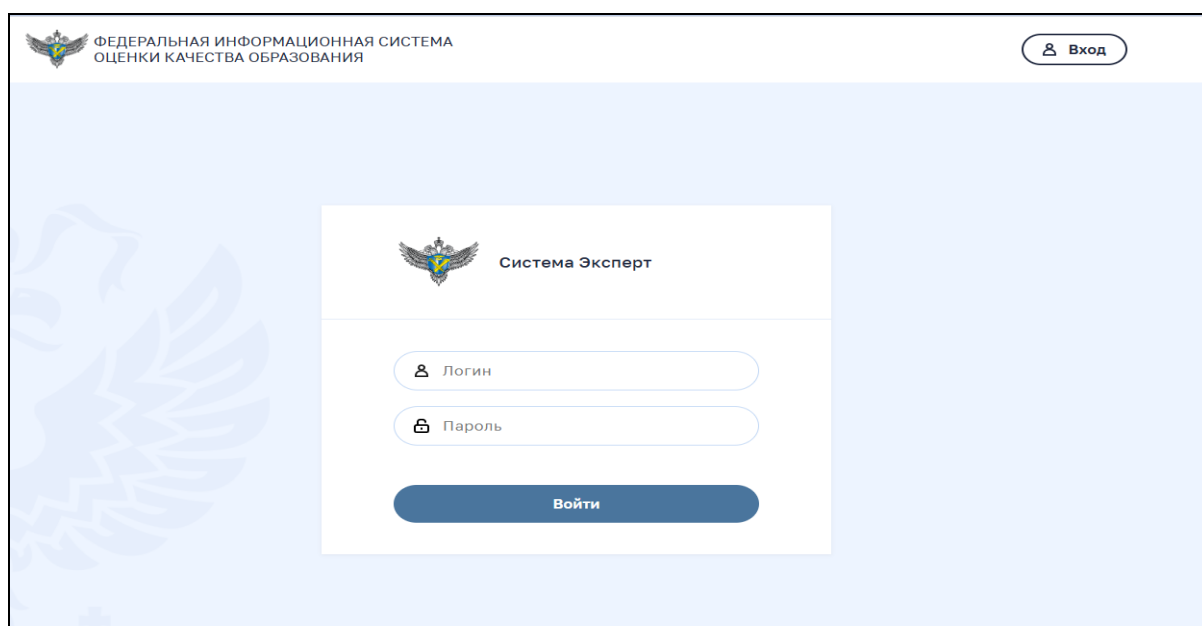 ФЕДЕРАЛЬНАЯ ИНФОРМАЦИОННАЯ СИСТЕМА
ОЦЕНКИ КАЧЕСТВА ОБРАЗОВАНИЯ
Вход
Система Эксперт
Логин
Пароль
Войти